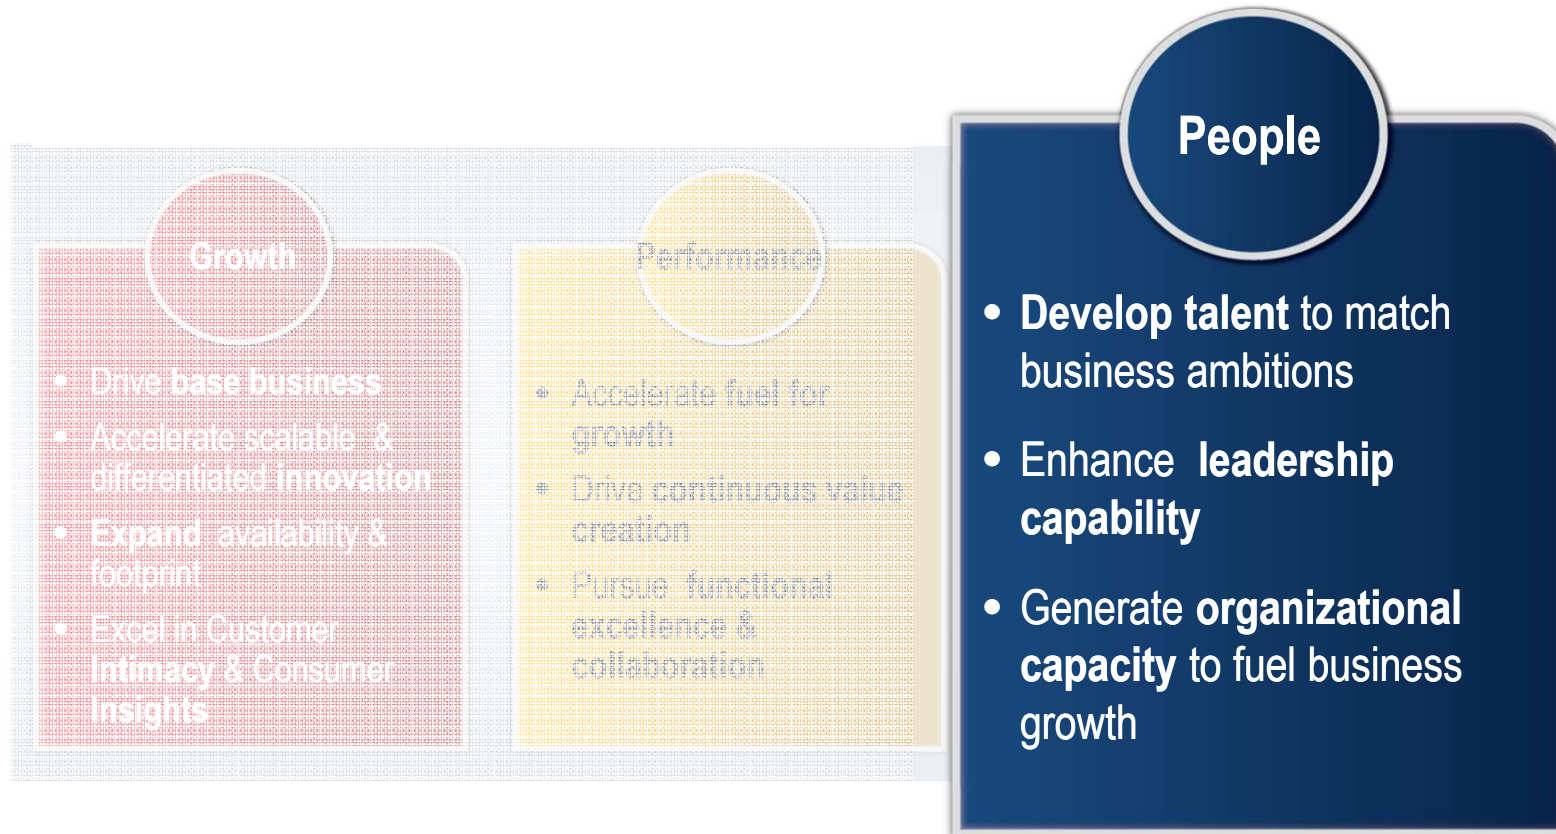 Growth
• Drive base business
• Accelerate scalable &
differentiated innovation
• Expand availability &
footprint
• Excel in Customer
Intimacy & Consumer
Insights
Performance
• Accelerate fuel for
growth
• Drive continuous value
creation
• Pursue functional
excellence &
collaboration
People
• Develop talent to match
business ambitions
• Enhance leadership
capability
• Generate organizational
capacity to fuel business
growth